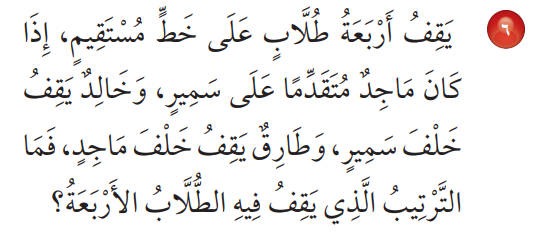 ٦ يَقِفُ أَرْبَعَةُ طُلَّابٍ عَلَى خَطٍّ مُسْتَقِيمٍ، إِذَا
كَانَ مَاجِدٌ مُتَقَدِّمًا عَلَى سَمِيرٍ، وَخَالِدٌ يَقِفُ
خَلْفَ سَمِيرٍ، وَطَارِقٌ يَقِفُ خَلْفَ مَاجِدٍ، فَمَا
التَّرْتِيبُ الَّذِي يَقِفُ فِيهِ الطُّلَّابُ الأَرْبَعَةُ؟